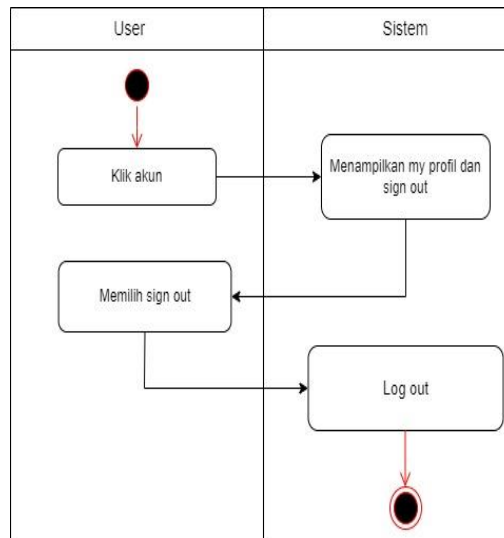 User
Sistem
Klik akun
Menampilkan my profil dan
sign out
Memilih sign out
Log out